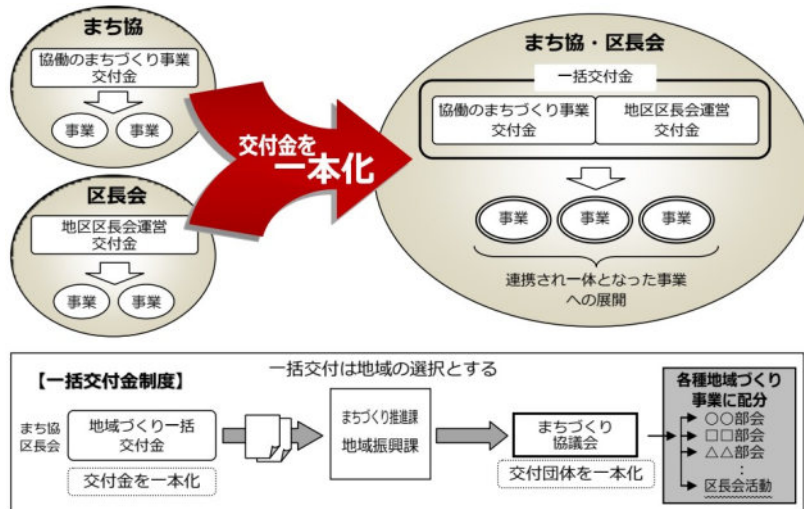 まち協
協働のまちづくり事業
交付金
事業
事業
区長会
地区区長会運営
交付金
事業
事業
交付金を
一本化
まち協・区長会
一括交付金
協働のまちづくり事業
交付金
地区区長会運営
交付金
事業
事業
事業
連携され一体となった事業
への展開
【一括交付金制度】
一括交付は地域の選択とする
まち協
区長会
地域づくり一括
交付金
交付金を一本化
まちづくり推進課
地域振興課
まちづくり
協議会
交付団体を一本化
各種地域づくり
事業に配分
○○部会
□□部会
△△部会
：
区長会活動